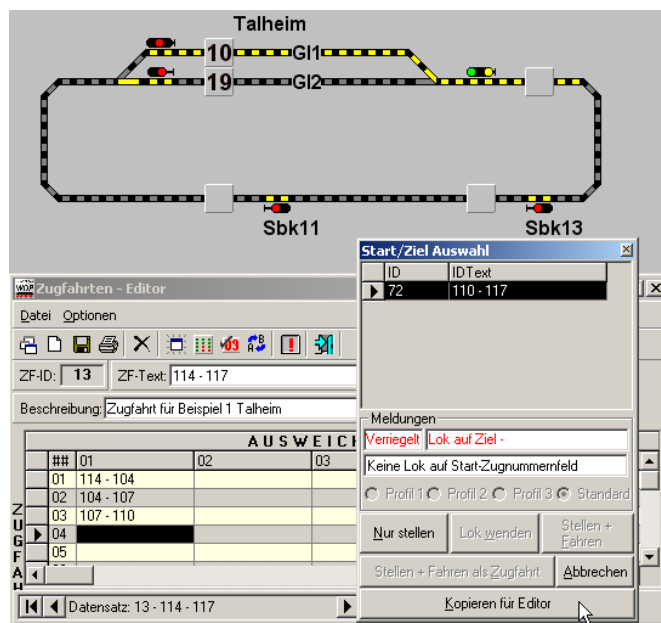 Talheim
10 Gl1
19 Gl2
Sbk11 Sbk13
Start/Ziel Auswahl
ID IDText
72 110 - 117
Meldungen
Verriegelt Lok auf Ziel -
Keine Lok auf Start-Zugnummernfeld
Profil 1 Profil 2 Profil 3 Standard
Nur stellen Lok wenden Stellen + Fahren
Stellen + Fahren als Zugfahrt Abbrechen
Kopieren für Editor
WDP Zugfahrten - Editor
Datei Optionen
ZF-ID: 13 ZF-Text: 114 - 117
Beschreibung: Zugfahrt für Beispiel 1 Talheim
AUSWEICH
## 01 02 03
01 114 - 104
02 104 - 107
03 107 - 110
04
05
ZUGFAH
Datensatz: 13 - 114 - 117